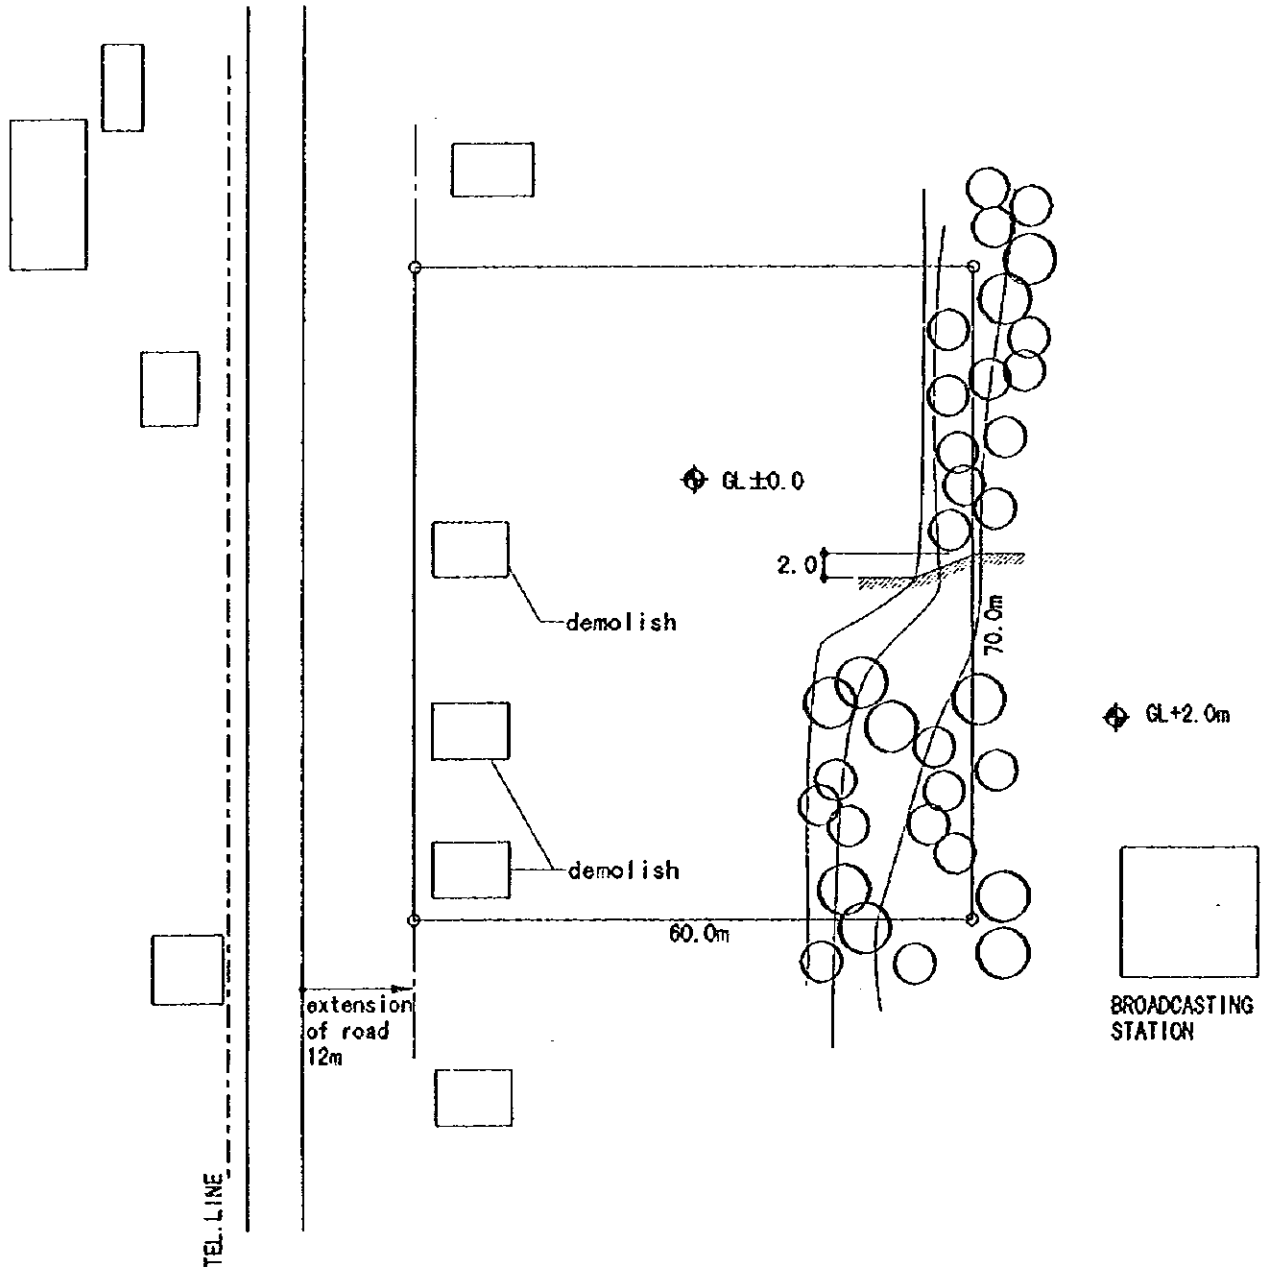 GL±0.0
2.0
demolish
70.0m
GL+2.0m
demolish
60.0m
extension
of road
12m
BROADCASTING
STATION
TEL.LINE